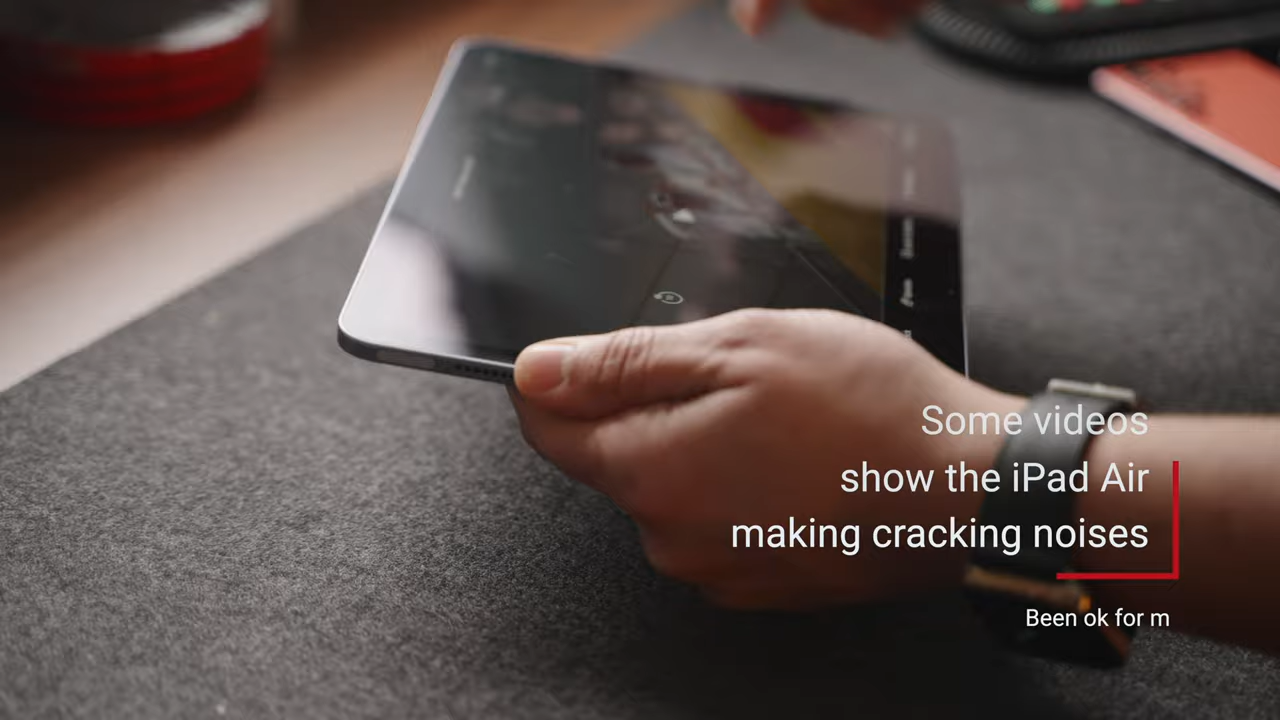 Some videos
show the iPad Air
making cracking noises
Been ok for m